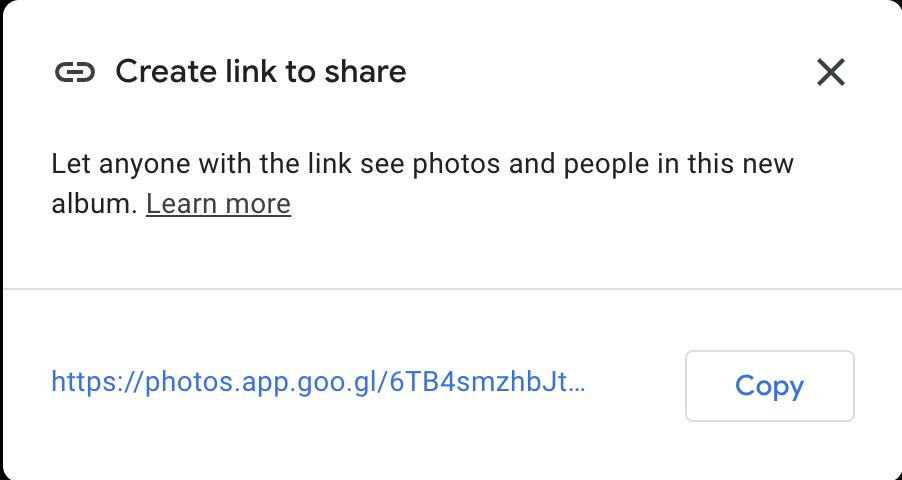 Create link to share
Let anyone with the link see photos and people in this new
album. Learn more
https://photos.app.goo.gl/6TB4smzhbJt...
Copy